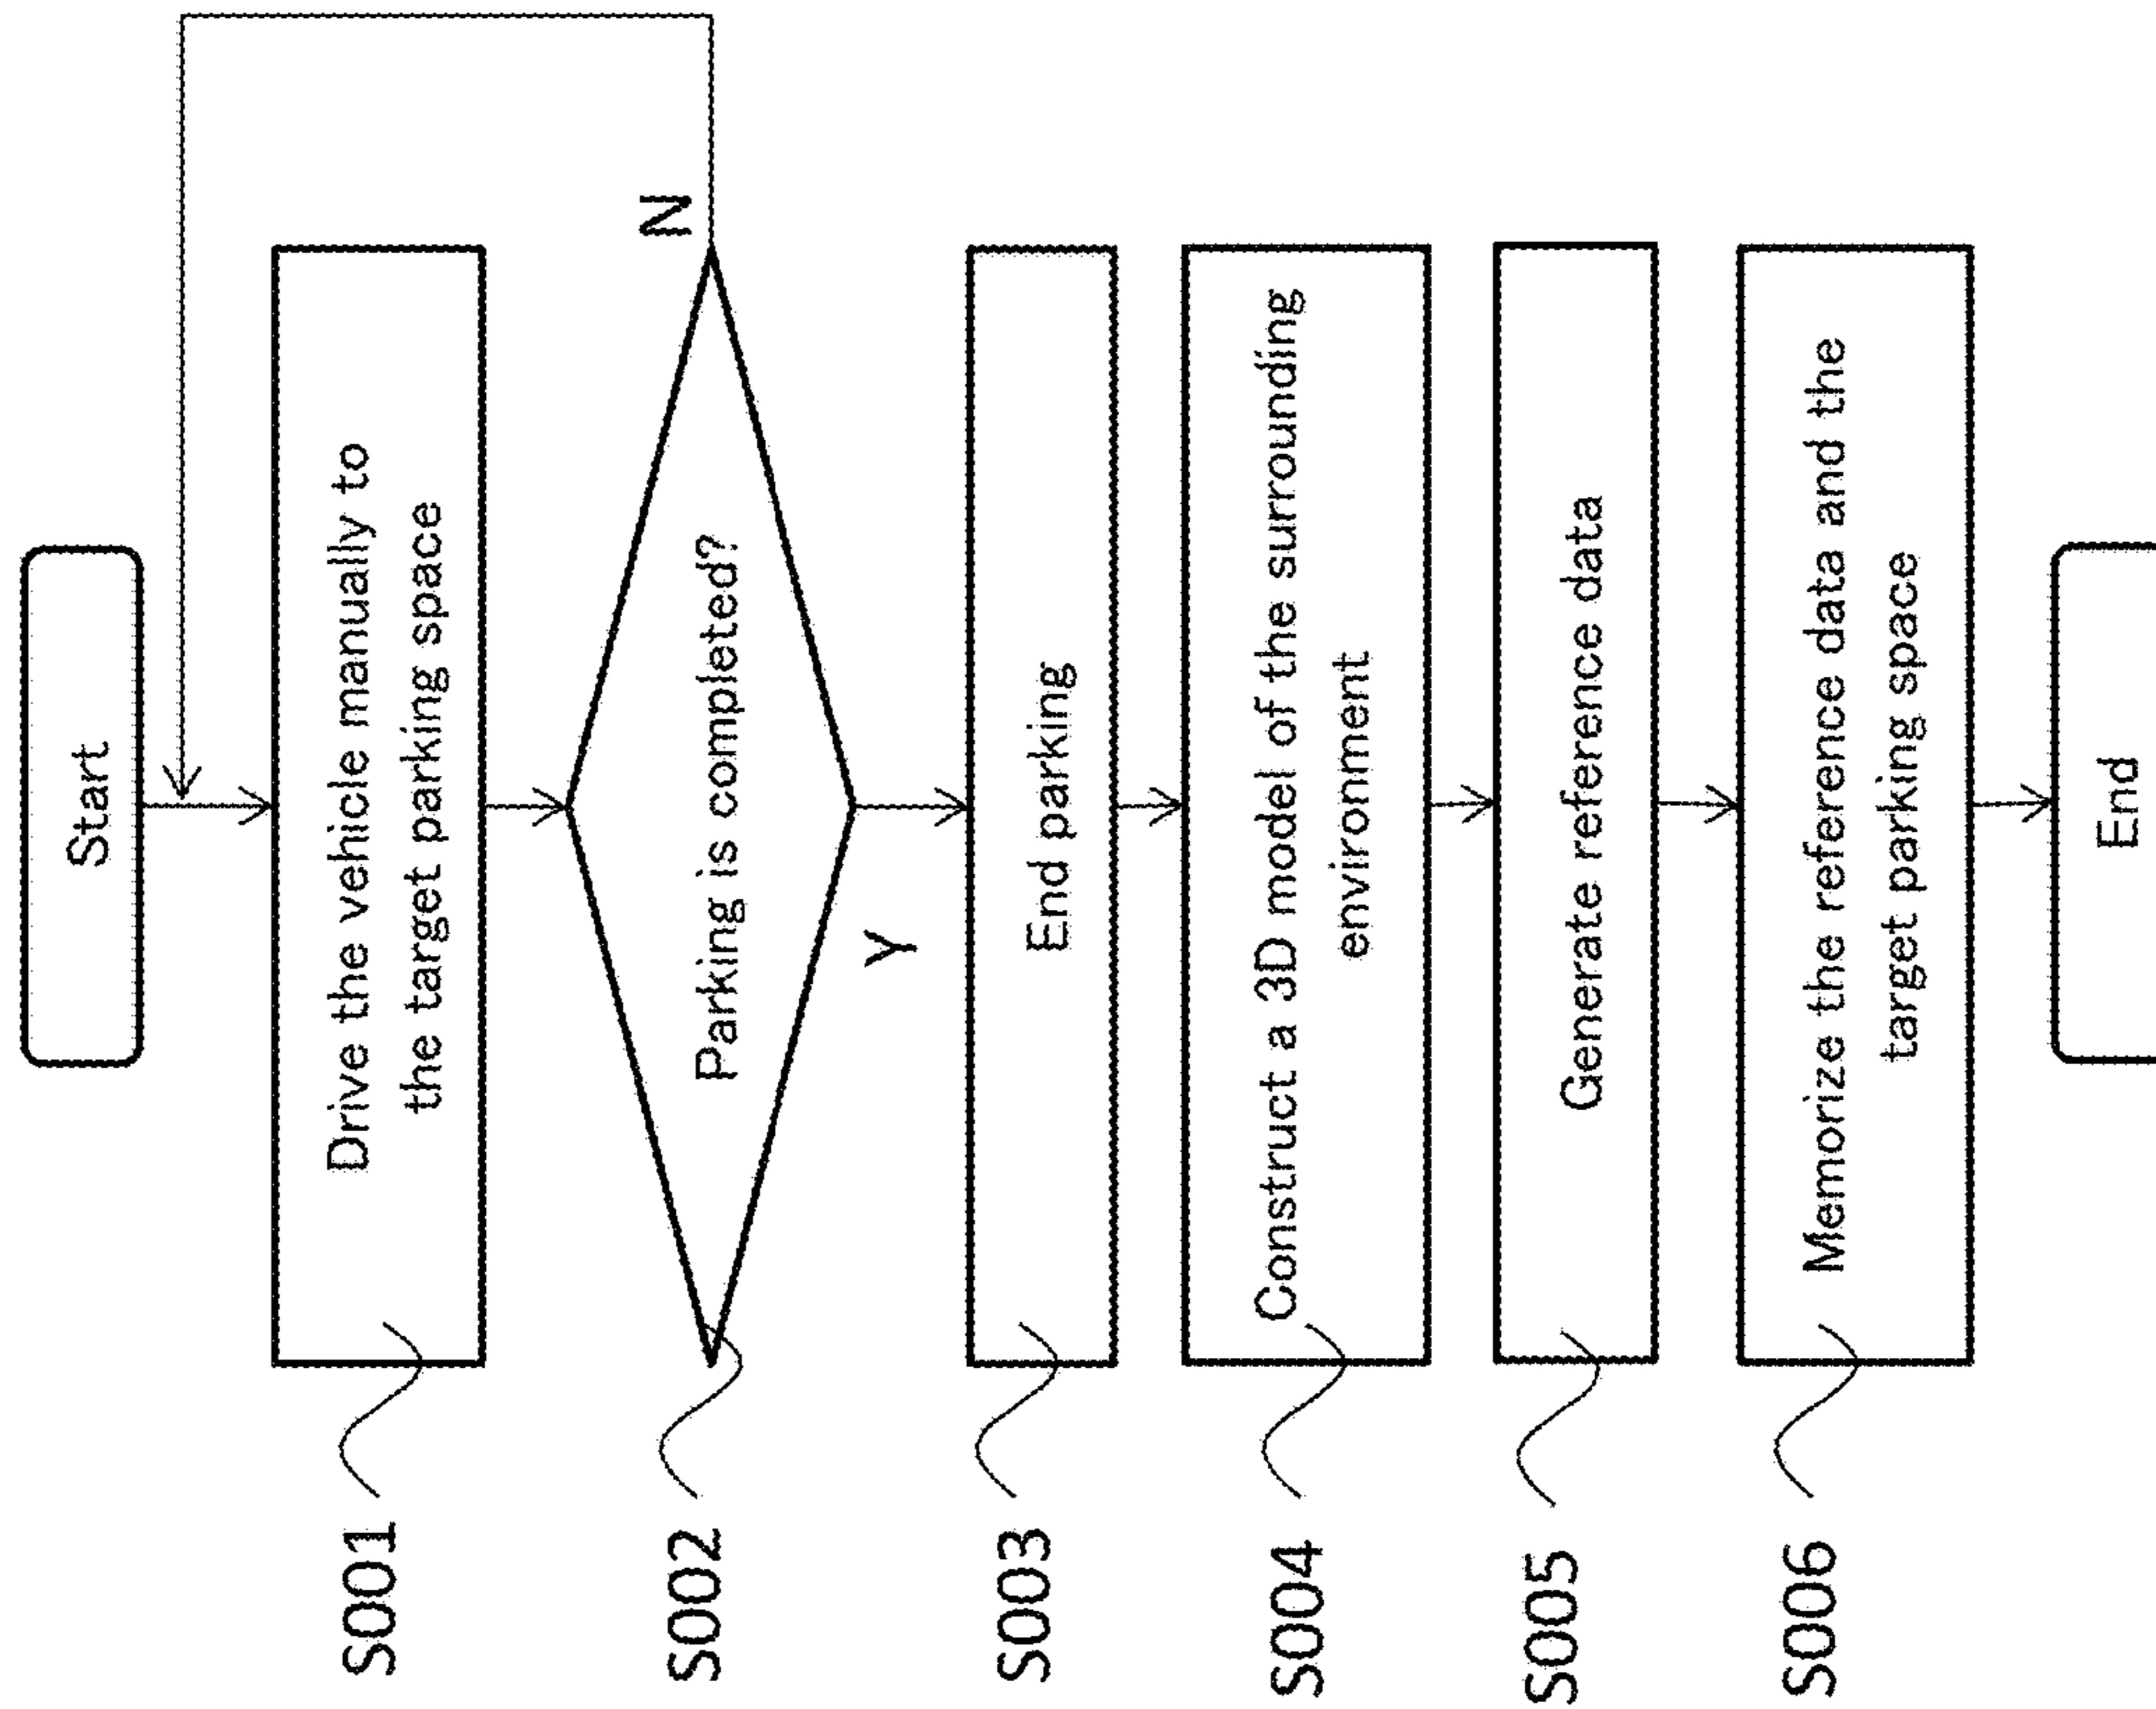 Start
S001
Drive the vehicle manually to
the target parking space
S002
Parking is completed?
N
Y
S003
End parking
S004
Construct a 3D model of the surrounding
environment
S005
Generate reference data
S006
Memorize the reference data and the
target parking space
End